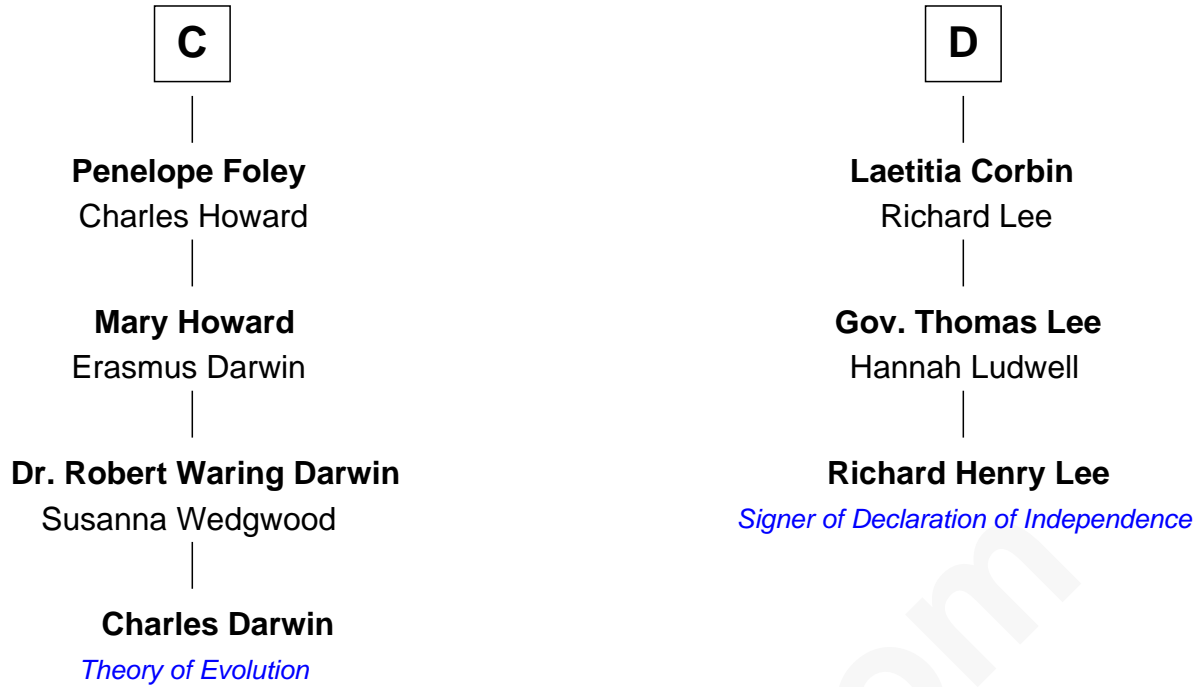 C
Penelope Foley
Charles Howard
Mary Howard
Erasmus Darwin
Dr. Robert Waring Darwin
Susanna Wedgwood
Charles Darwin
Theory of Evolution
D
Laetitia Corbin
Richard Lee
Gov. Thomas Lee
Hannah Ludwell
Richard Henry Lee
Signer of Declaration of Independence
om